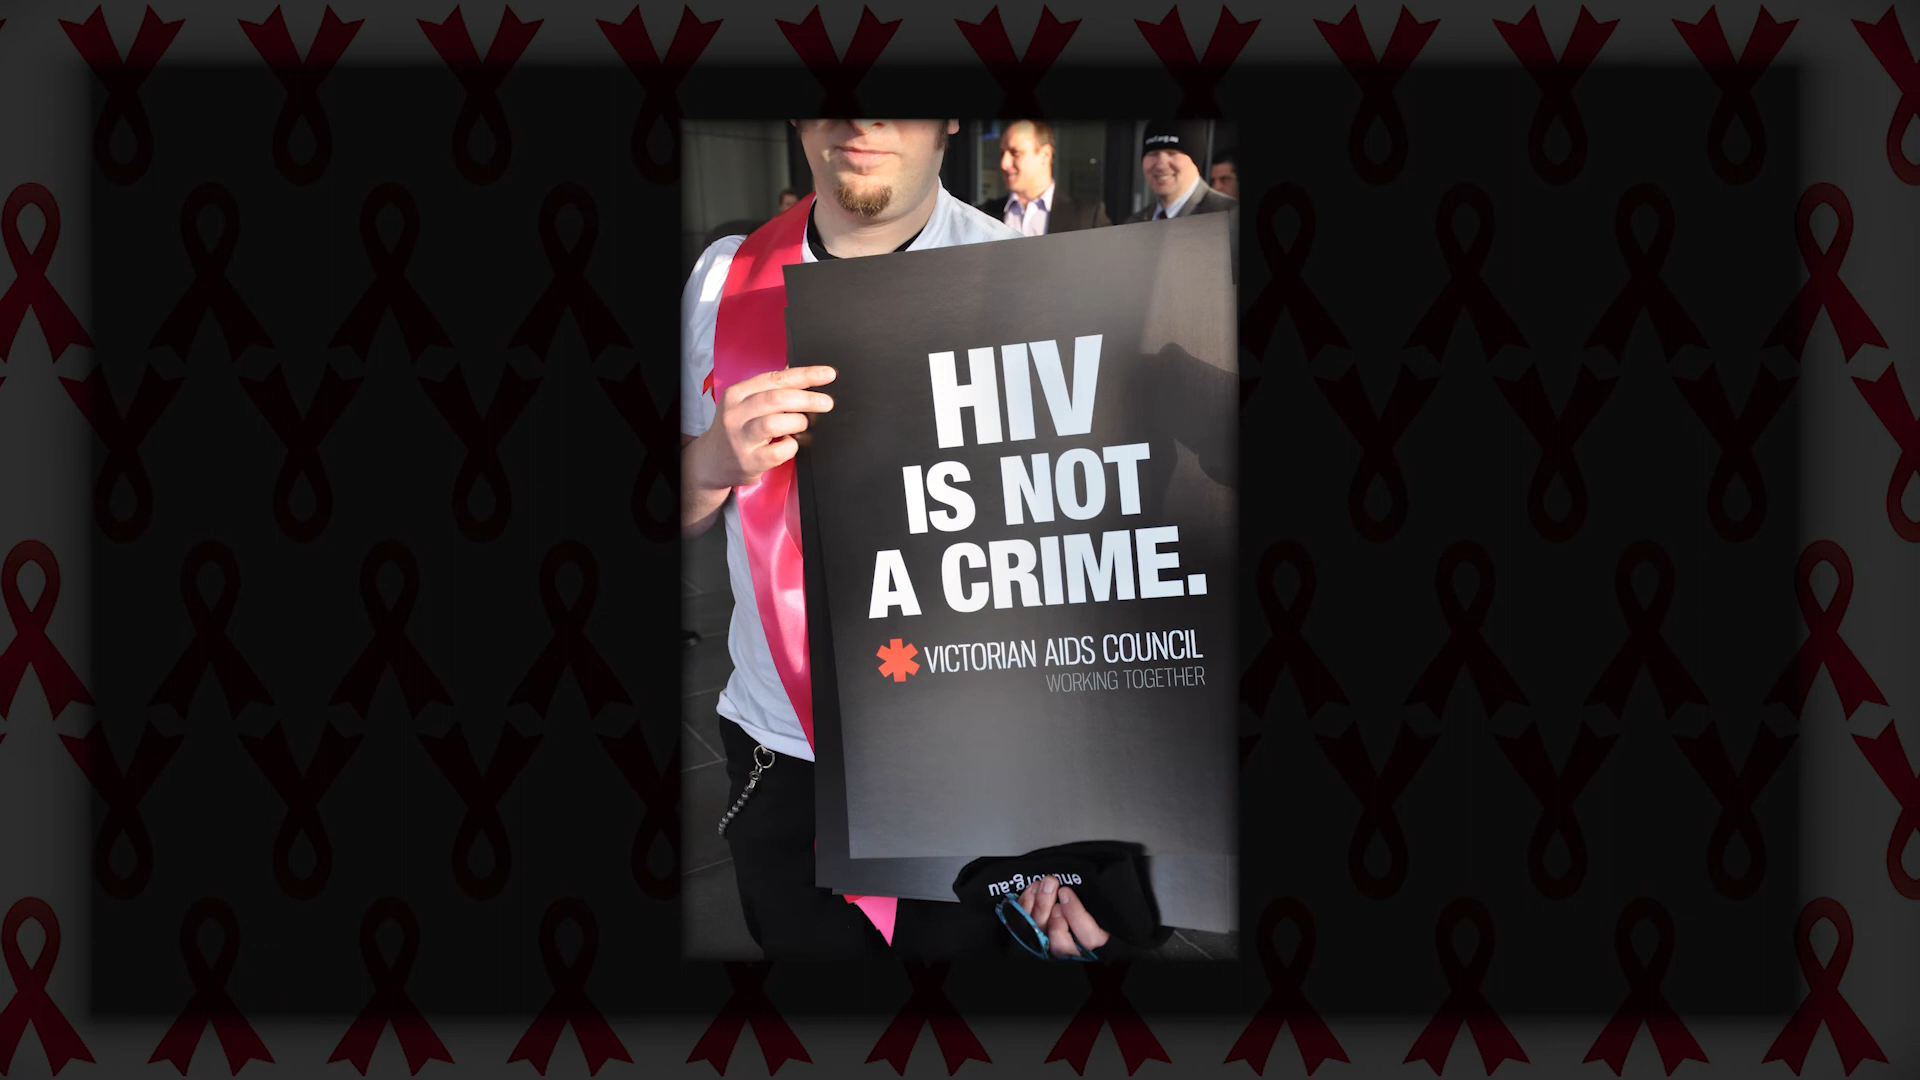 HIV
IS NOT
A CRIME.
VICTORIAN AIDS COUNCIL
WORKING TOGETHER